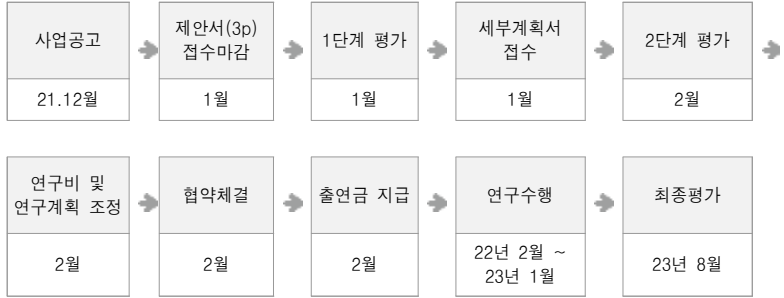 사업공고
21.12월
제안서(3p)
접수마감
1월
1단계 평가
1월
세부계획서
접수
1월
2단계 평가
2월
연구비 및
연구계획 조정
2월
협약체결
2월
출연금 지급
2월
연구수행
22년 2월 ~
23년 1월
최종평가
23년 8월